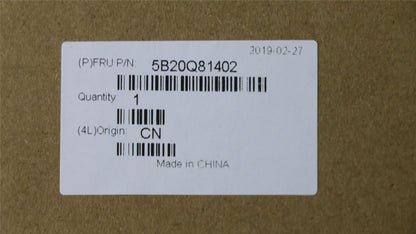 2019-02-27
(P)FRU P/N: 5B20Q81402
Quantity: 1
(4L)Origin: CN
Made in CHINA